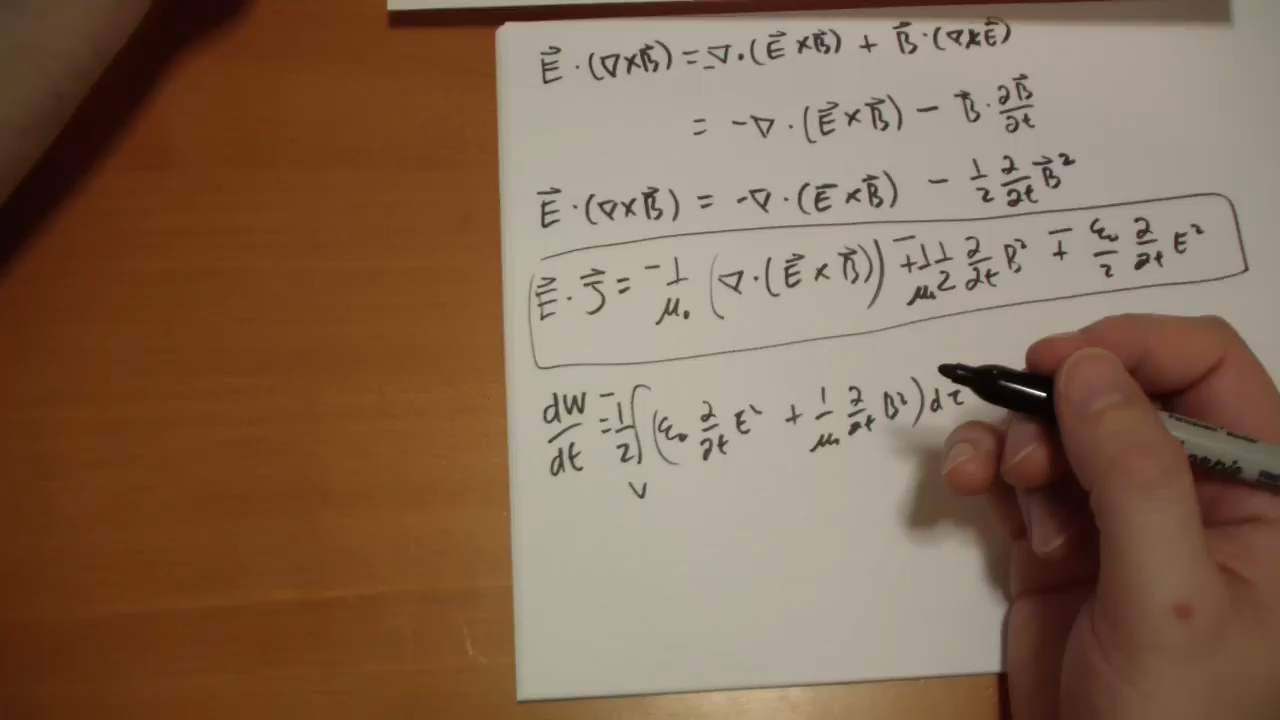 E⃗ · (∇×B⃗) = -∇·(E⃗ ×B⃗) + B⃗ · (∇×E⃗)
= -∇ · (E⃗ × B⃗) - B⃗ · ∂B⃗/∂t
E⃗ · (∇×B⃗) = -∇ · (E⃗ × B⃗) - 1/2 ∂/∂t B⃗²
E⃗ · J⃗ = -1/μ₀ (∇ · (E⃗ × B⃗)) - 1/μ₀ 1/2 ∂/∂t B² - ε₀/2 ∂/∂t E²
dW/dt = -1/2 ∫_V (ε₀ ∂/∂t E² + 1/μ₀ ∂/∂t B²) dτ